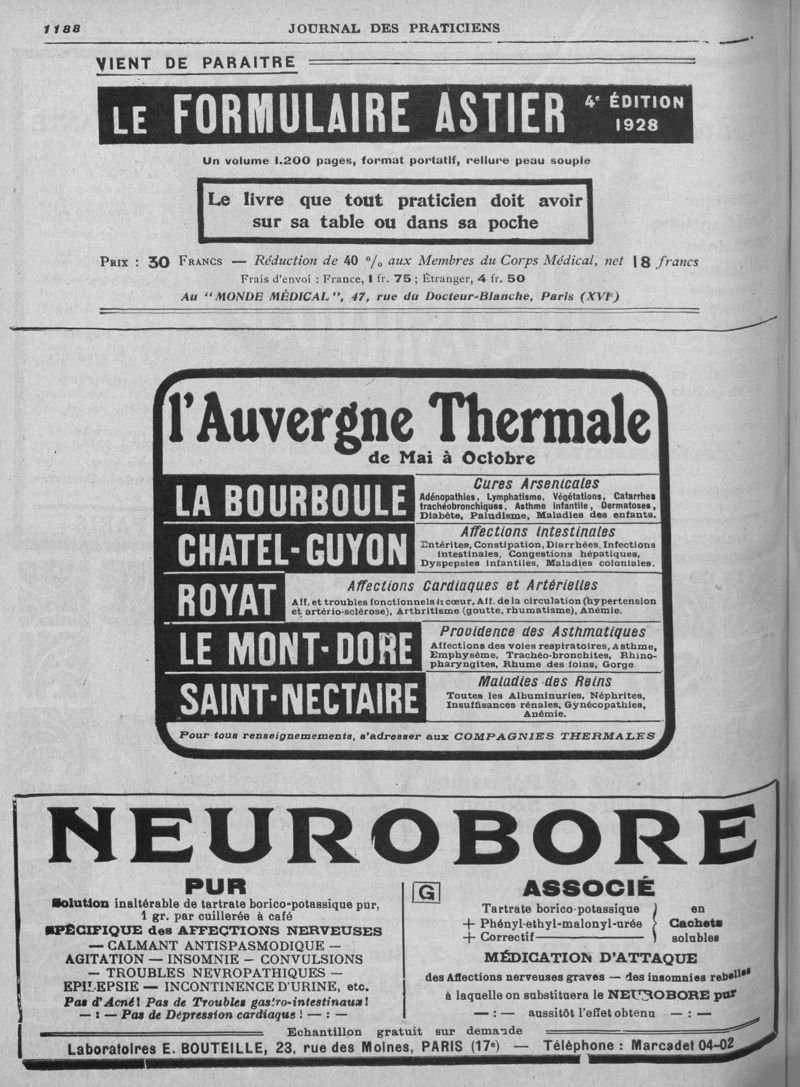 1188
JOURNAL DES PRATICIENS
VIENT DE PARAITRE
LE FORMULAIRE ASTIER 4e ÉDITION 1928
Un volume 1.200 pages, format portatif, reliure peau souple
Le livre que tout praticien doit avoir
sur sa table ou dans sa poche
PRIX : 30 FRANCS — Réduction de 40 % aux Membres du Corps Médical, net 18 francs
Frais d'envoi : France, 1 fr. 75 ; Étranger, 4 fr. 50
Au "MONDE MÉDICAL", 47, rue du Docteur-Blanche, Paris (XVIe)
l'Auvergne Thermale
de Mai à Octobre
LA BOURBOULE
Cures Arsenicales
Adénopathies, Lymphatisme, Végétations, Catarrhes
trachéobronchiques, Asthme infantile, Dermatoses,
Diabète, Paludisme, Maladies des enfants.
CHATEL-GUYON
Affections Intestinales
Entérites, Constipation, Diarrhées, Infections
intestinales, Congestions hépatiques,
Dyspepsies infantiles, Maladies coloniales.
ROYAT
Affections Cardiaques et Artérielles
Aff. et troubles fonctionnels du cœur, Aff. de la circulation (hypertension
et artério-sclérose), Arthritisme (goutte, rhumatisme), Anémie.
LE MONT-DORE
Providence des Asthmatiques
Affections des voies respiratoires, Asthme,
Emphysème, Trachéo-bronchites, Rhino-
pharyngites, Rhume des foins, Gorge
SAINT-NECTAIRE
Maladies des Reins
Toutes les Albuminuries, Néphrites,
Insuffisances rénales, Gynécopathies,
Anémie.
Pour tous renseignemements, s'adresser aux COMPAGNIES THERMALES
NEUROBORE
PUR
Solution inaltérable de tartrate borico-potassique pur,
1 gr. par cuillerée à café
SPÉCIFIQUE des AFFECTIONS NERVEUSES
— CALMANT ANTISPASMODIQUE —
AGITATION — INSOMNIE — CONVULSIONS
— TROUBLES NEVROPATHIQUES —
EPILEPSIE — INCONTINENCE D'URINE, etc.
Pas d'Acné ! Pas de Troubles gastro-intestinaux !
— : — Pas de Dépression cardiaque ! — : —
G
ASSOCIÉ
Tartrate borico-potassique
+ Phényl-ethyl-malonyl-urée
+ Correctif
en
Cachets
solubles
MÉDICATION D'ATTAQUE
des Affections nerveuses graves — des insomnies rebelles
à laquelle on substituera le NEUROBORE pur
— : — aussitôt l'effet obtenu — : —
Echantillon gratuit sur demande
Laboratoires E. BOUTEILLE, 23, rue des Moines, PARIS (17e) — Téléphone : Marcadet 04-02